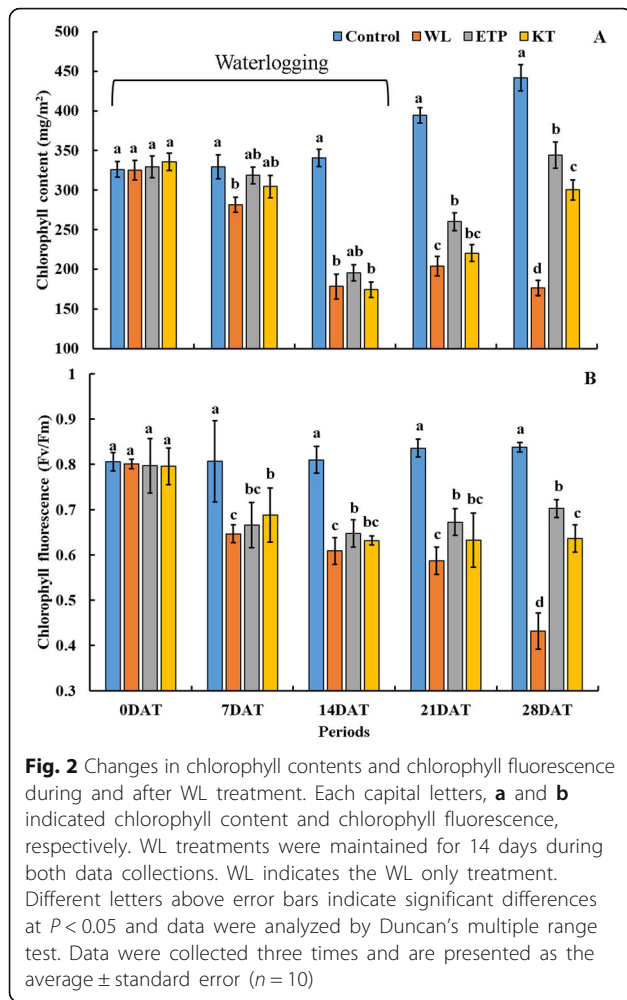 Control WL ETP KT
A
Waterlogging
500
450
400
350
300
250
200
150
100
Chlorophyll content (mg/m²)
a a a a
a b ab ab
a b ab b
a c b bc
a d b c
B
1
0.9
0.8
0.7
0.6
0.5
0.4
0.3
Chlorophyll fluorescence (Fv/Fm)
a a a a
a c bc b
a c b bc
a c b bc
a d b c
0DAT 7DAT 14DAT 21DAT 28DAT
Periods
Fig. 2 Changes in chlorophyll contents and chlorophyll fluorescence
during and after WL treatment. Each capital letters, a and b
indicated chlorophyll content and chlorophyll fluorescence,
respectively. WL treatments were maintained for 14 days during
both data collections. WL indicates the WL only treatment.
Different letters above error bars indicate significant differences
at P < 0.05 and data were analyzed by Duncan's multiple range
test. Data were collected three times and are presented as the
average ± standard error (n = 10)